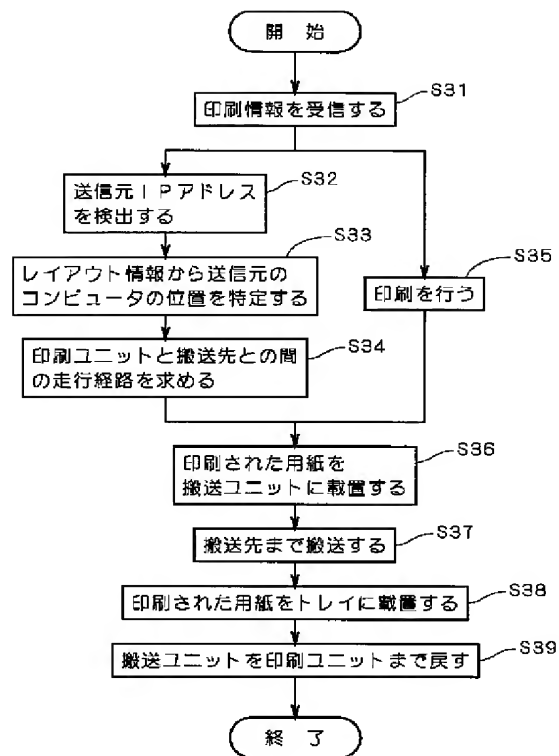 開 始
S31
印刷情報を受信する
S32
送信元IPアドレス
を検出する
S33
レイアウト情報から送信元の
コンピュータの位置を特定する
S35
印刷を行う
S34
印刷ユニットと搬送先との間
の走行経路を求める
S36
印刷された用紙を
搬送ユニットに載置する
S37
搬送先まで搬送する
S38
印刷された用紙をトレイに載置する
S39
搬送ユニットを印刷ユニットまで戻す
終 了